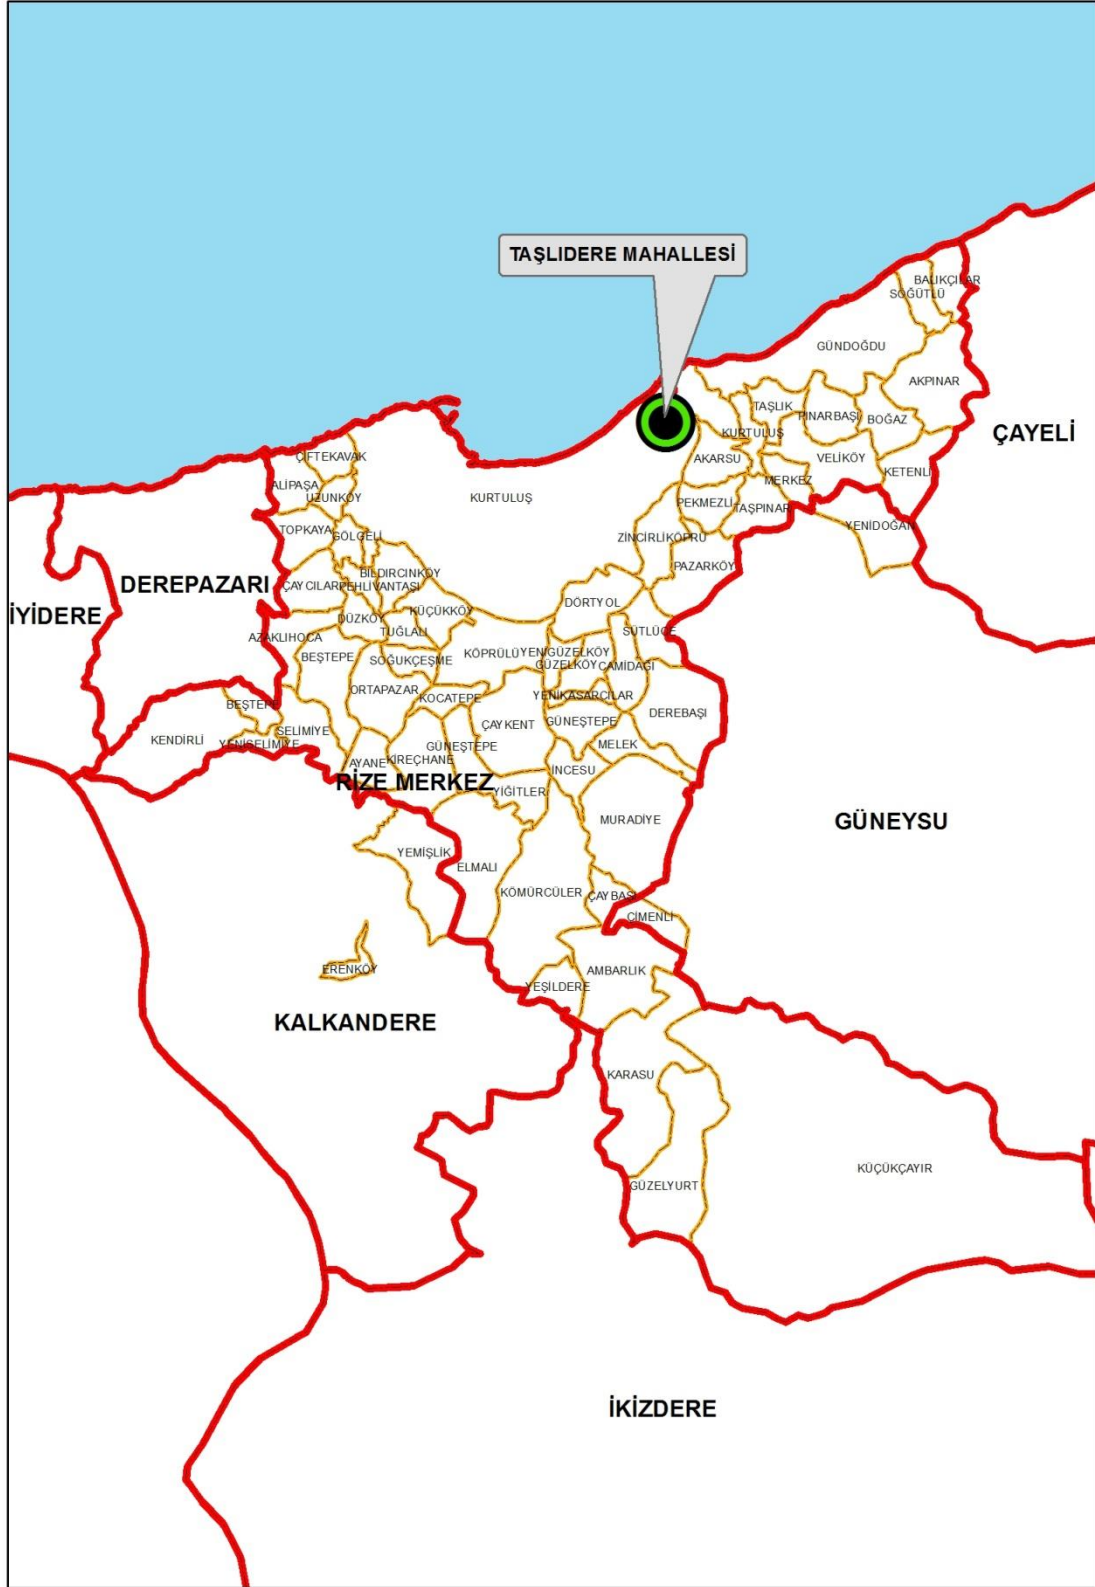 TAŞLIDERE MAHALLESİ
BALIKÇILAR
SÖĞÜTLÜ
GÜNDOĞDU
AKPINAR
TAŞLIK
PINARBAŞI
BOĞAZ
KURTULUŞ
ÇAYELİ
ÇİFTEKAVAK
AKARSU
VELİKÖY
KETENLİ
ALİPAŞA
UZUNKÖY
KURTULUŞ
MERKEZ
PEKMEZLİ
TAŞPINAR
YENİDOĞAN
TOPKAYA
GÖLGELİ
ZİNCİRLİKÖPRÜ
PAZARKÖY
BILDIRCINKÖY
DEREPAZARI
ÇAYCILAR
PEHLİVANTAŞI
İYİDERE
DÜZKÖY
KÜÇÜKKÖY
DÖRTYOL
AZAKLIHOCA
TUĞLALI
SÜTLÜCE
BEŞTEPE
SOĞUKÇEŞME
KÖPRÜLÜ
YENİGÜZELKÖY
GÜZELKÖY
ÇAMİDAĞI
ORTAPAZAR
KOCATEPE
YENİKASARCILAR
BEŞTEPE
ÇAYKENT
GÜNEŞTEPE
DEREBAŞI
KENDİRLİ
SELİMİYE
YENİSELİMİYE
GÜNEŞTEPE
MELEK
AYANE
KİREÇHANE
İNCESU
RİZE MERKEZ
YİĞİTLER
MURADİYE
GÜNEYSU
YEMİŞLİK
ELMALI
KÖMÜRCÜLER
ÇAYBAŞI
ÇİMENLİ
ERENKÖY
AMBARLIK
YEŞİLDERE
KALKANDERE
KARASU
KÜÇÜKÇAYIR
GÜZELYURT
İKİZDERE